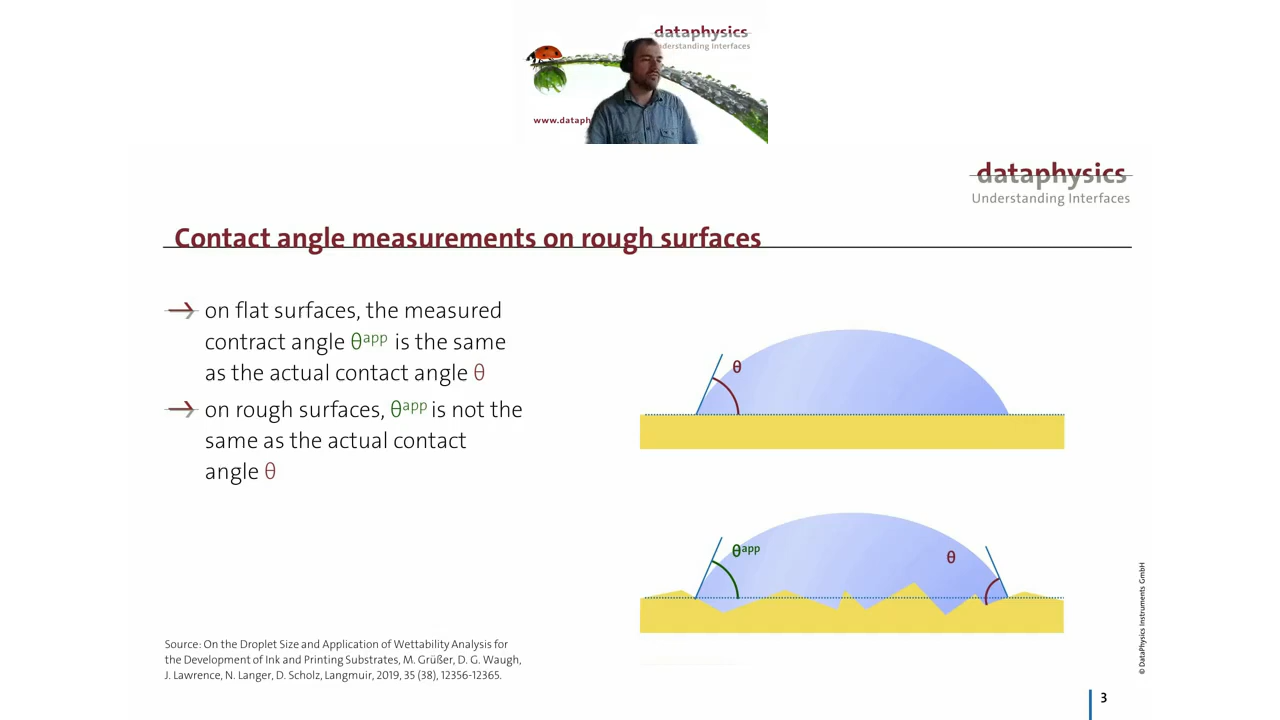 dataphysics
Understanding Interfaces
www.dataph
dataphysics
Understanding Interfaces
Contact angle measurements on rough surfaces
→ on flat surfaces, the measured
contract angle θᵃᵖᵖ is the same
as the actual contact angle θ
→ on rough surfaces, θᵃᵖᵖ is not the
same as the actual contact
angle θ
θ
θᵃᵖᵖ
θ
Source: On the Droplet Size and Application of Wettability Analysis for
the Development of Ink and Printing Substrates, M. Grüßer, D. G. Waugh,
J. Lawrence, N. Langer, D. Scholz, Langmuir, 2019, 35 (38), 12356-12365.
© DataPhysics Instruments GmbH
3